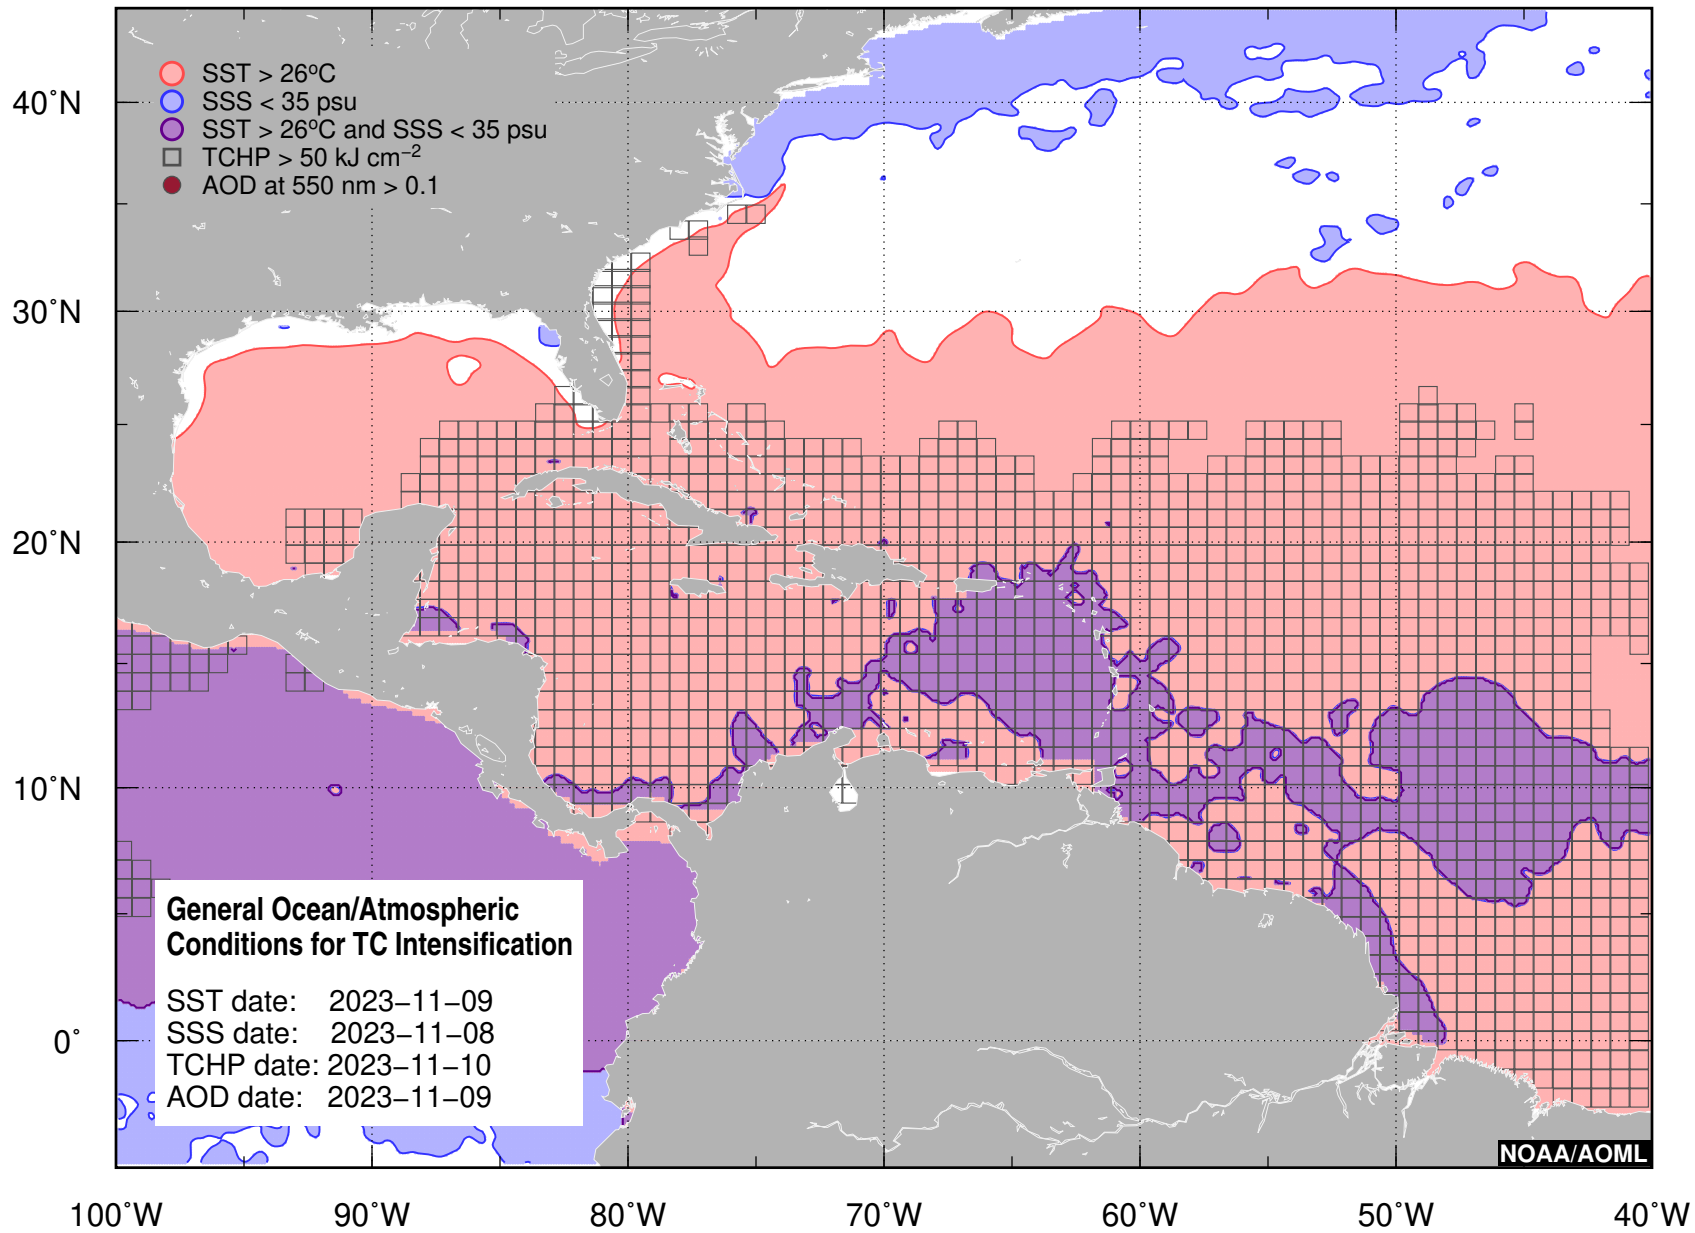 SST > 26°C
SSS < 35 psu
SST > 26°C and SSS < 35 psu
TCHP > 50 kJ cm⁻²
AOD at 550 nm > 0.1
40°N
30°N
20°N
10°N
0°
General Ocean/Atmospheric
Conditions for TC Intensification
SST date: 2023−11−09
SSS date: 2023−11−08
TCHP date: 2023−11−10
AOD date: 2023−11−09
NOAA/AOML
100°W 90°W 80°W 70°W 60°W 50°W 40°W